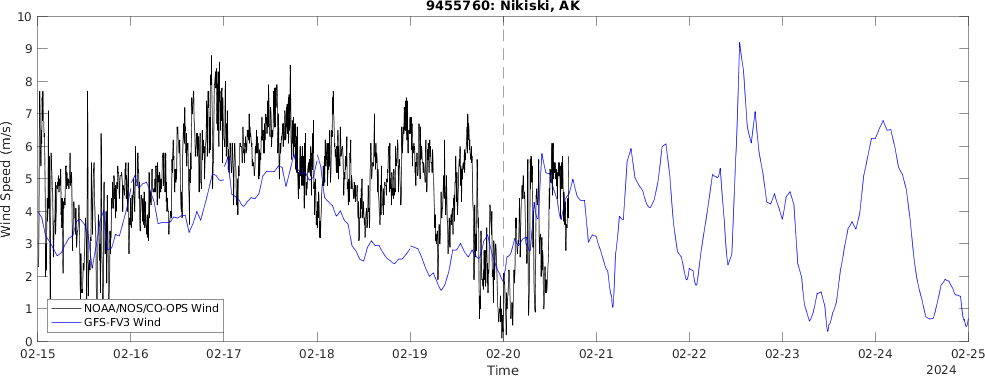 9455760: Nikiski, AK
10
9
8
7
6
5
4
3
2
1
0
Wind Speed (m/s)
NOAA/NOS/CO-OPS Wind
GFS-FV3 Wind
02-15 02-16 02-17 02-18 02-19 02-20 02-21 02-22 02-23 02-24 02-25
Time
2024